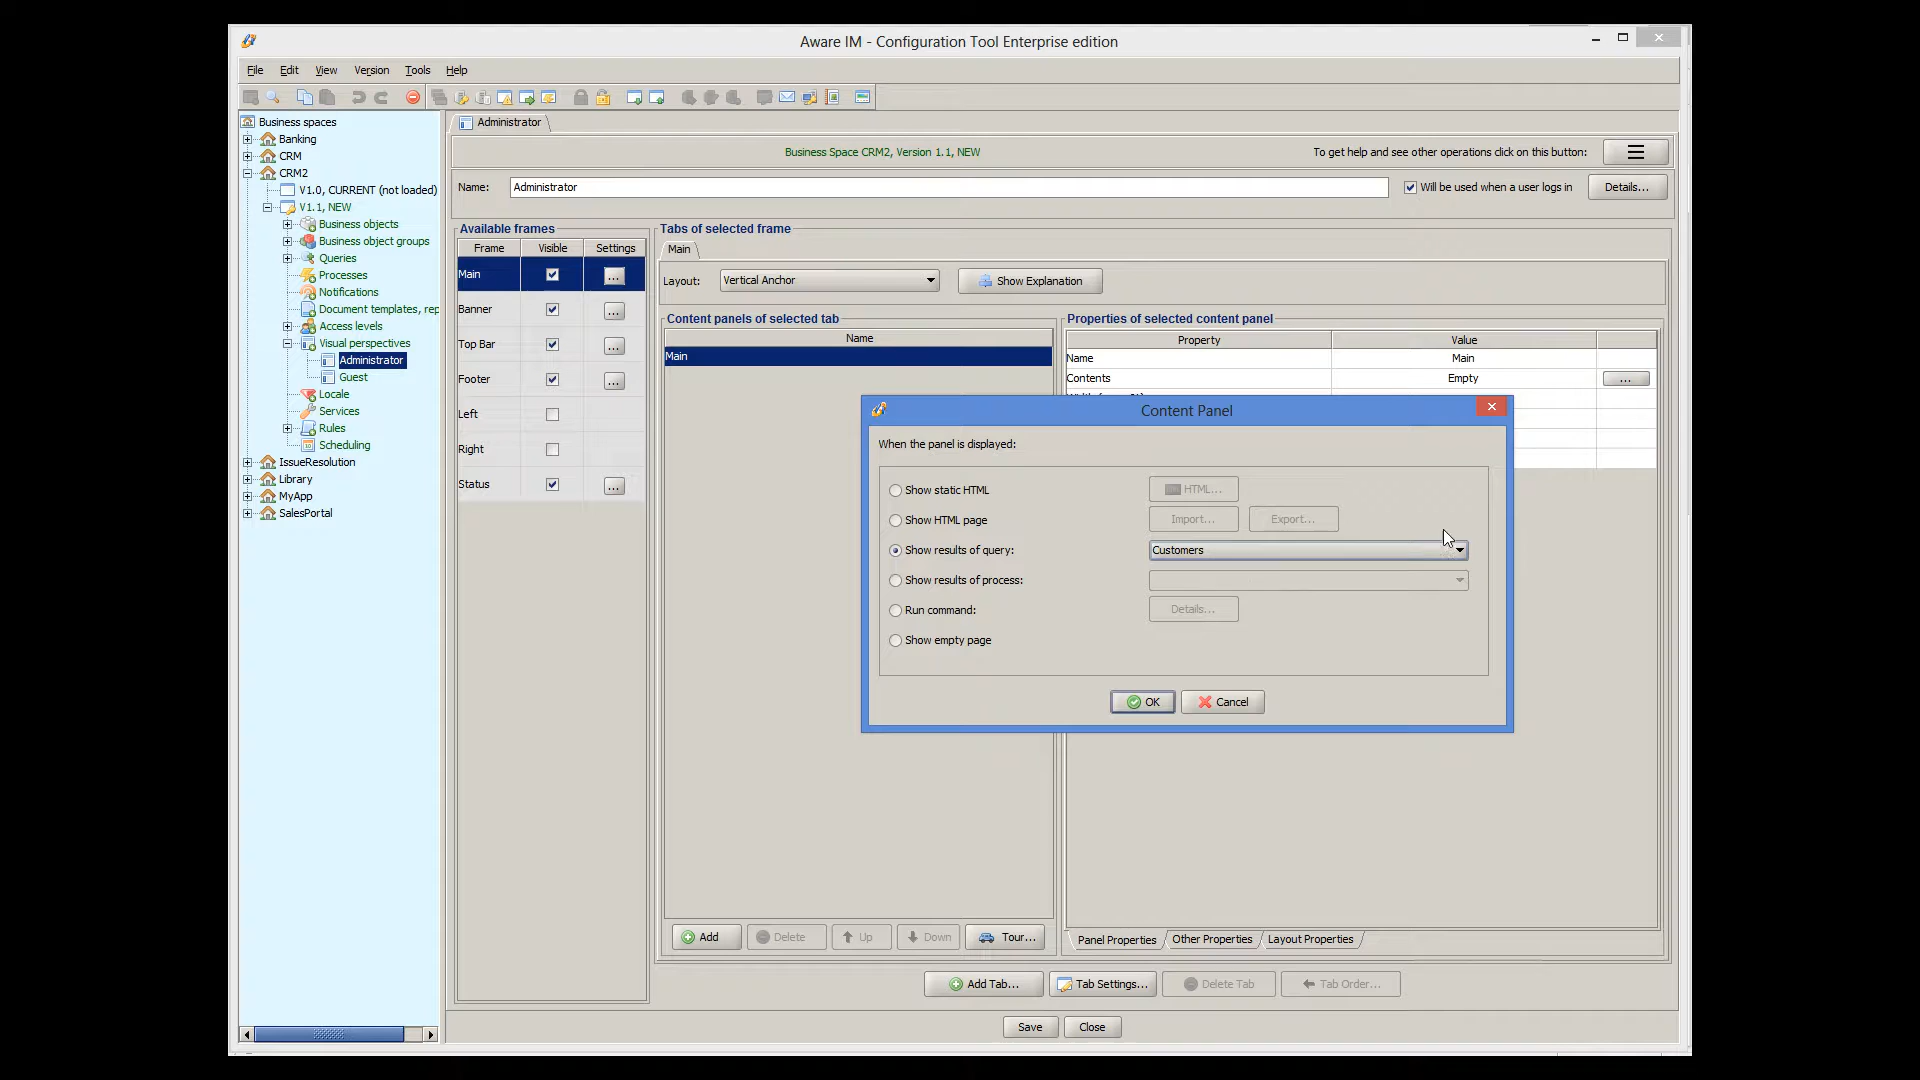 Aware IM - Configuration Tool Enterprise edition
File Edit View Version Tools Help
Business spaces
Banking
CRM
CRM2
V1.0, CURRENT (not loaded)
V1.1, NEW
Business objects
Business object groups
Queries
Processes
Notifications
Document templates, rep
Access levels
Visual perspectives
Administrator
Guest
Locale
Services
Rules
Scheduling
IssueResolution
Library
MyApp
SalesPortal
Administrator
Business Space CRM2, Version 1.1, NEW
To get help and see other operations click on this button:
Name: Administrator
Will be used when a user logs in
Details...
Available frames
Frame Visible Settings
Main ...
Banner ...
Top Bar ...
Footer ...
Left
Right
Status ...
Tabs of selected frame
Main
Layout: Vertical Anchor
Show Explanation
Content panels of selected tab
Name
Main
Properties of selected content panel
Property Value
Name Main
Contents Empty ...
Content Panel
When the panel is displayed:
Show static HTML HTML...
Show HTML page Import... Export...
Show results of query: Customers
Show results of process:
Run command: Details...
Show empty page
OK Cancel
Add Delete Up Down Tour...
Panel Properties Other Properties Layout Properties
Add Tab... Tab Settings... Delete Tab Tab Order...
Save Close